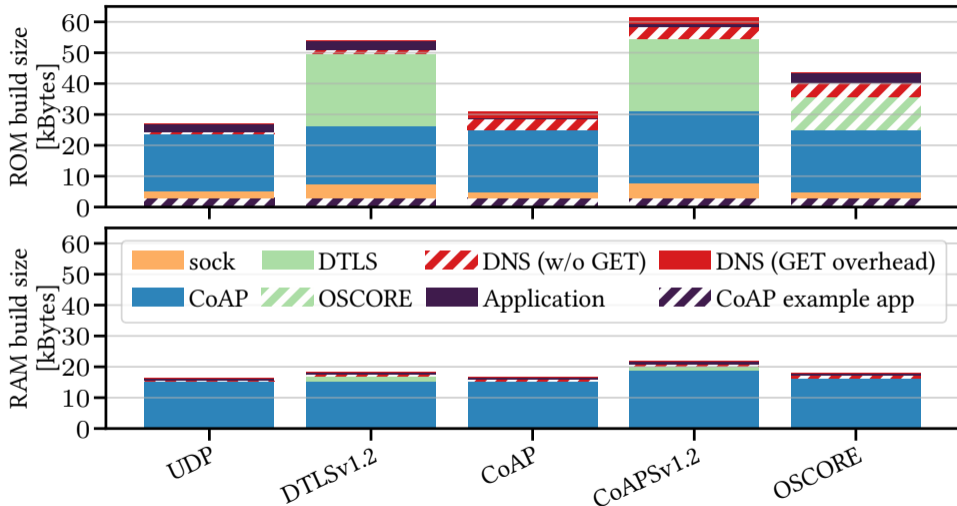 ROM build size
[kBytes]
60
50
40
30
20
10
0
RAM build size
[kBytes]
60
50
40
30
20
10
0
sock DTLS DNS (w/o GET) DNS (GET overhead)
CoAP OSCORE Application CoAP example app
UDP DTLSv1.2 CoAP CoAPSv1.2 OSCORE